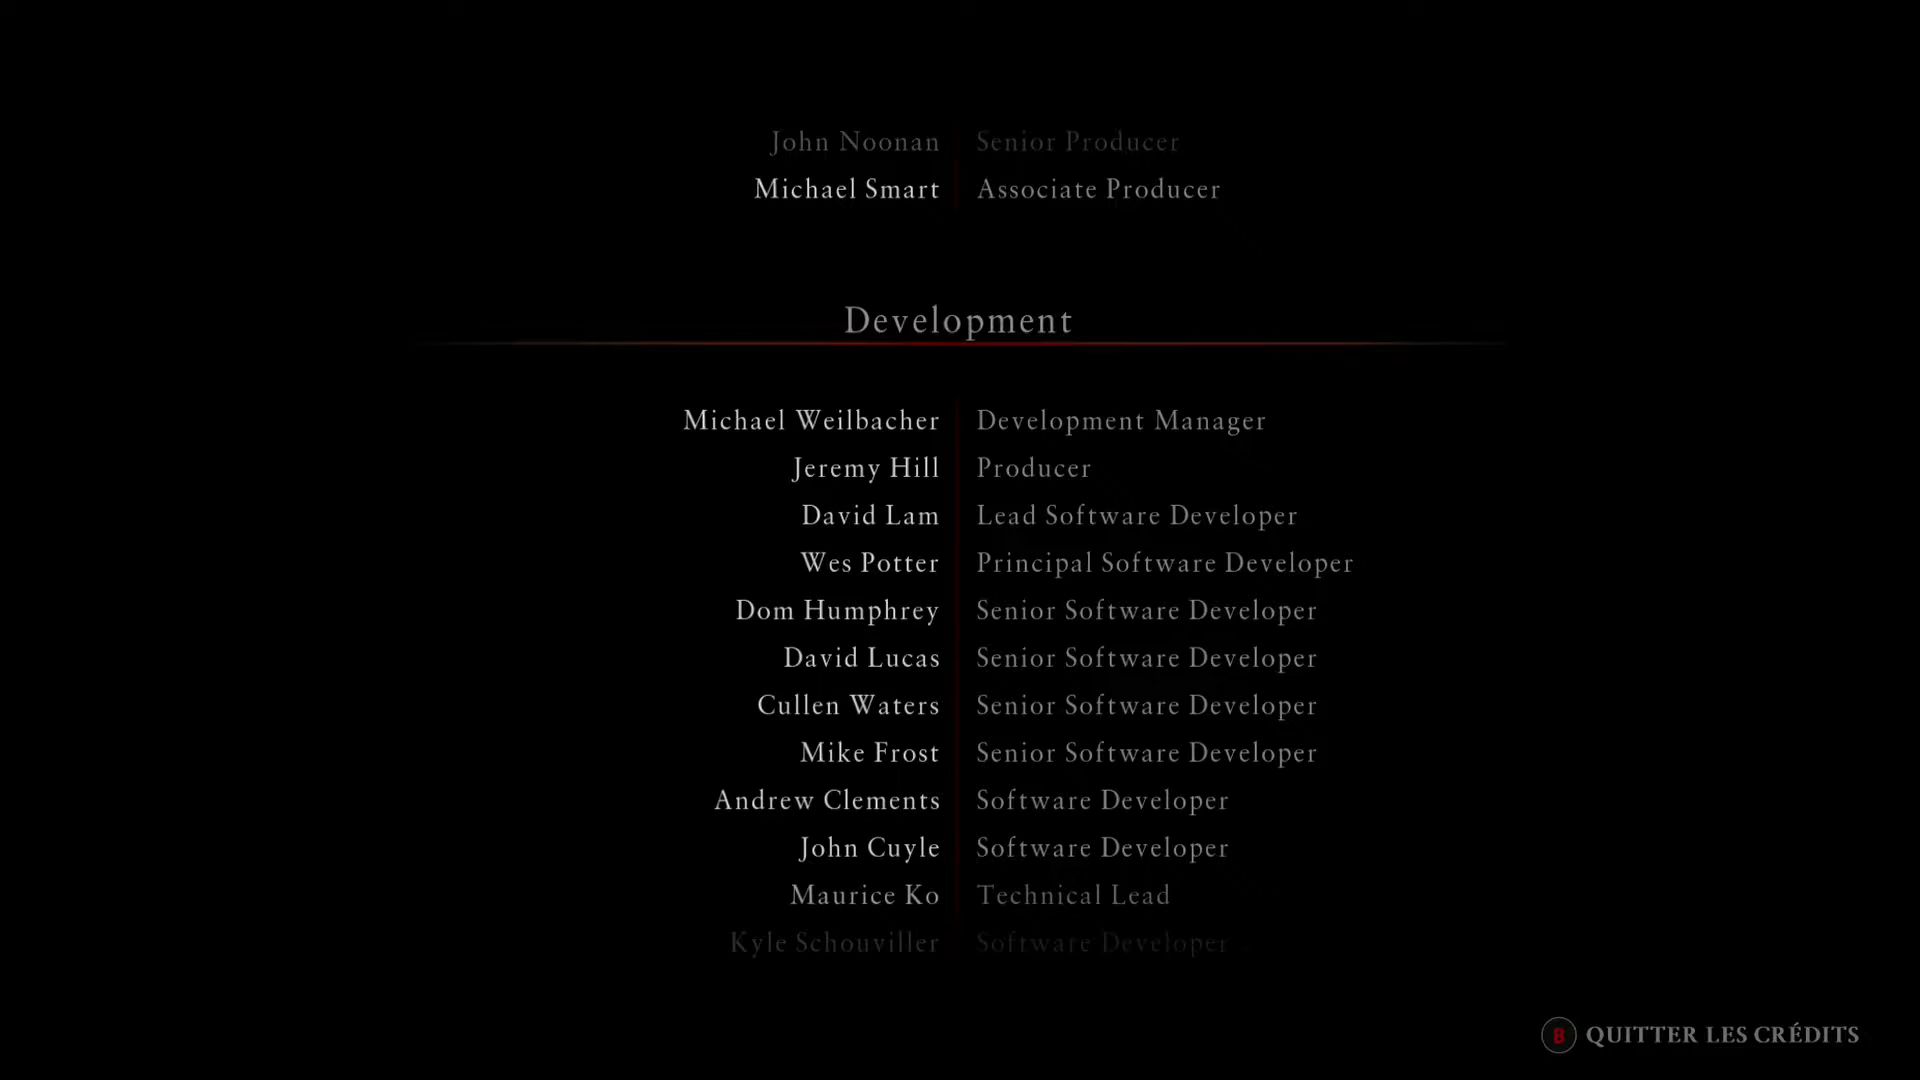 John Noonan Senior Producer
Michael Smart Associate Producer
Development
Michael Weilbacher Development Manager
Jeremy Hill Producer
David Lam Lead Software Developer
Wes Potter Principal Software Developer
Dom Humphrey Senior Software Developer
David Lucas Senior Software Developer
Cullen Waters Senior Software Developer
Mike Frost Senior Software Developer
Andrew Clements Software Developer
John Cuyle Software Developer
Maurice Ko Technical Lead
Kyle Schouviller Software Developer
B QUITTER LES CRÉDITS